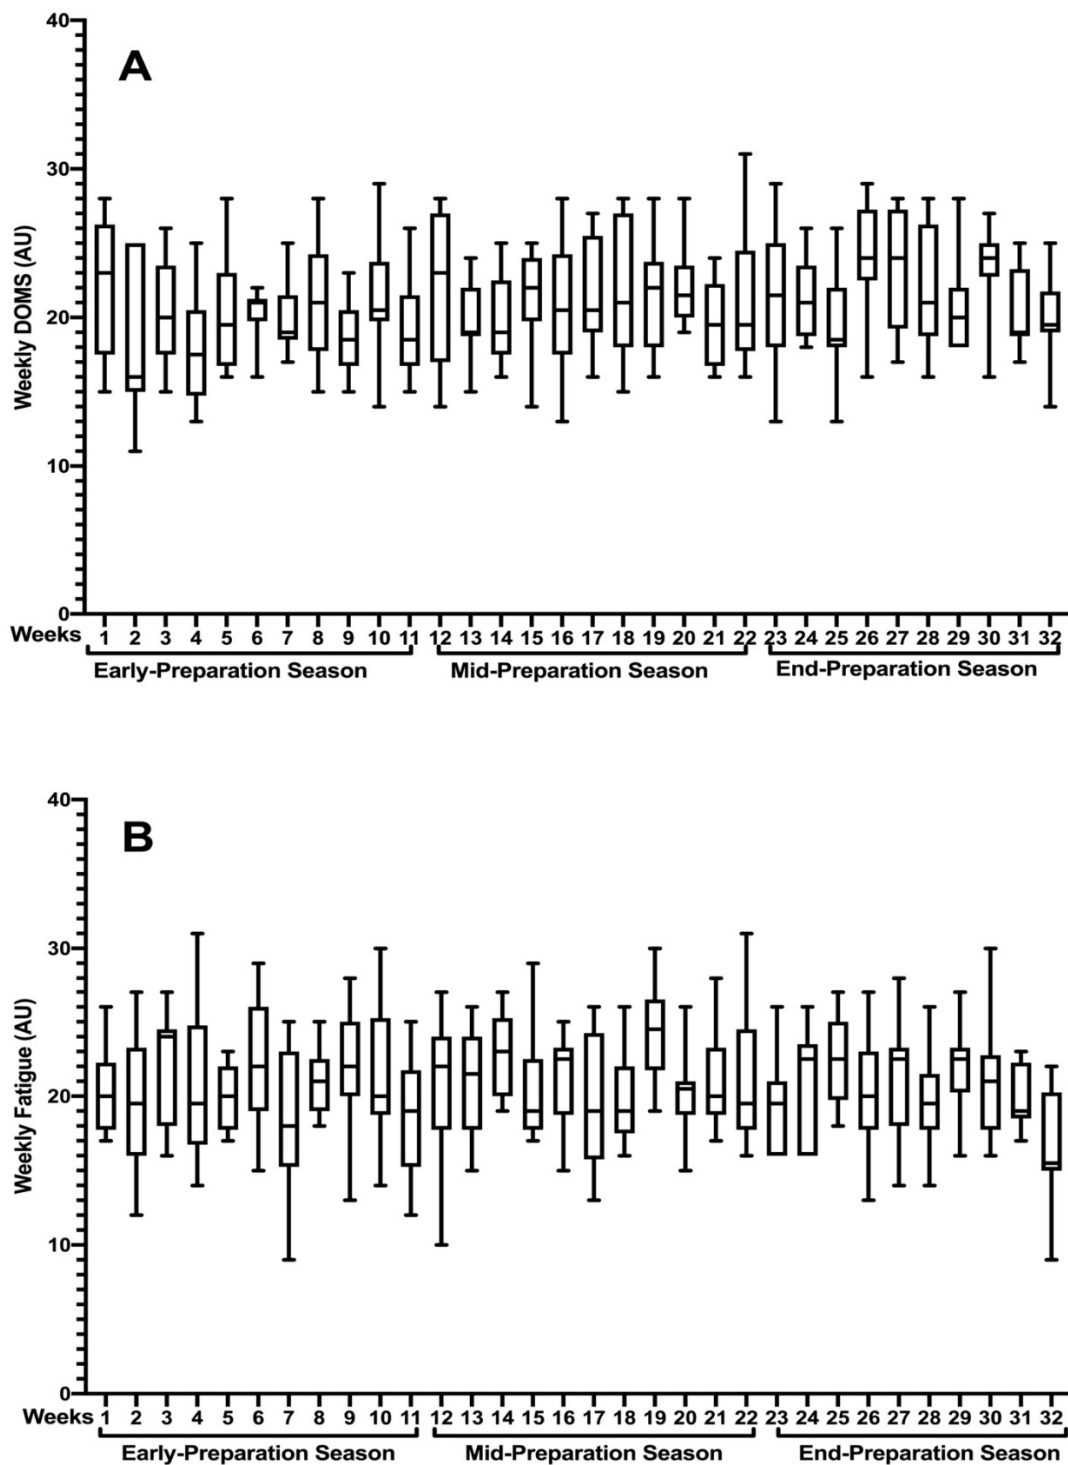 A
Weekly DOMS (AU)
40
30
20
10
0
Weeks 1 2 3 4 5 6 7 8 9 10 11 12 13 14 15 16 17 18 19 20 21 22 23 24 25 26 27 28 29 30 31 32
Early-Preparation Season Mid-Preparation Season End-Preparation Season
B
Weekly Fatigue (AU)
40
30
20
10
0
Weeks 1 2 3 4 5 6 7 8 9 10 11 12 13 14 15 16 17 18 19 20 21 22 23 24 25 26 27 28 29 30 31 32
Early-Preparation Season Mid-Preparation Season End-Preparation Season